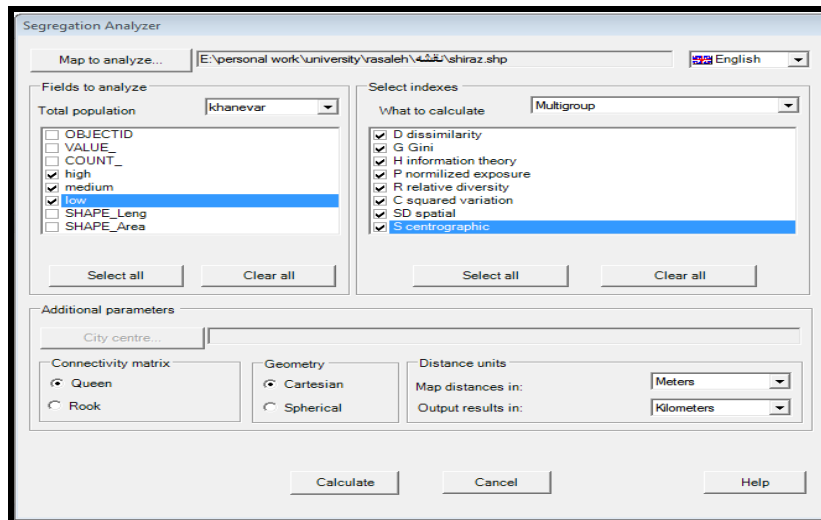 Segregation Analyzer
Map to analyze... E:\personal work\university\rasaleh\نقشه\shiraz.shp English
Fields to analyze
Total population khanevar
OBJECTID
VALUE_
COUNT_
high
medium
low
SHAPE_Leng
SHAPE_Area
Select all Clear all
Select indexes
What to calculate Multigroup
D dissimilarity
G Gini
H information theory
P normilized exposure
R relative diversity
C squared variation
SD spatial
S centrographic
Select all Clear all
Additional parameters
City centre...
Connectivity matrix
Queen
Rook
Geometry
Cartesian
Spherical
Distance units
Map distances in: Meters
Output results in: Kilometers
Calculate Cancel Help